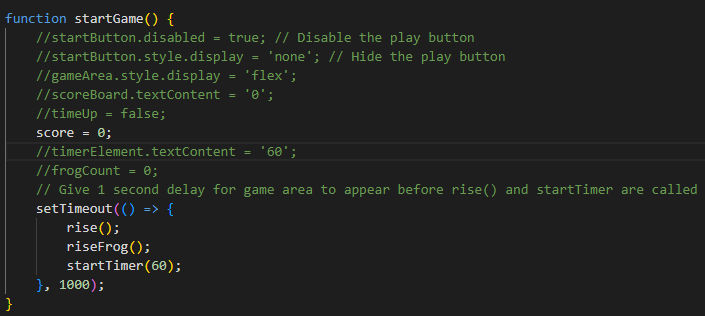 function startGame() {
//startButton.disabled = true; // Disable the play button
//startButton.style.display = 'none'; // Hide the play button
//gameArea.style.display = 'flex';
//scoreBoard.textContent = '0';
//timeUp = false;
score = 0;
//timerElement.textContent = '60';
//frogCount = 0;
// Give 1 second delay for game area to appear before rise() and startTimer are called
setTimeout(() => {
rise();
riseFrog();
startTimer(60);
}, 1000);
}